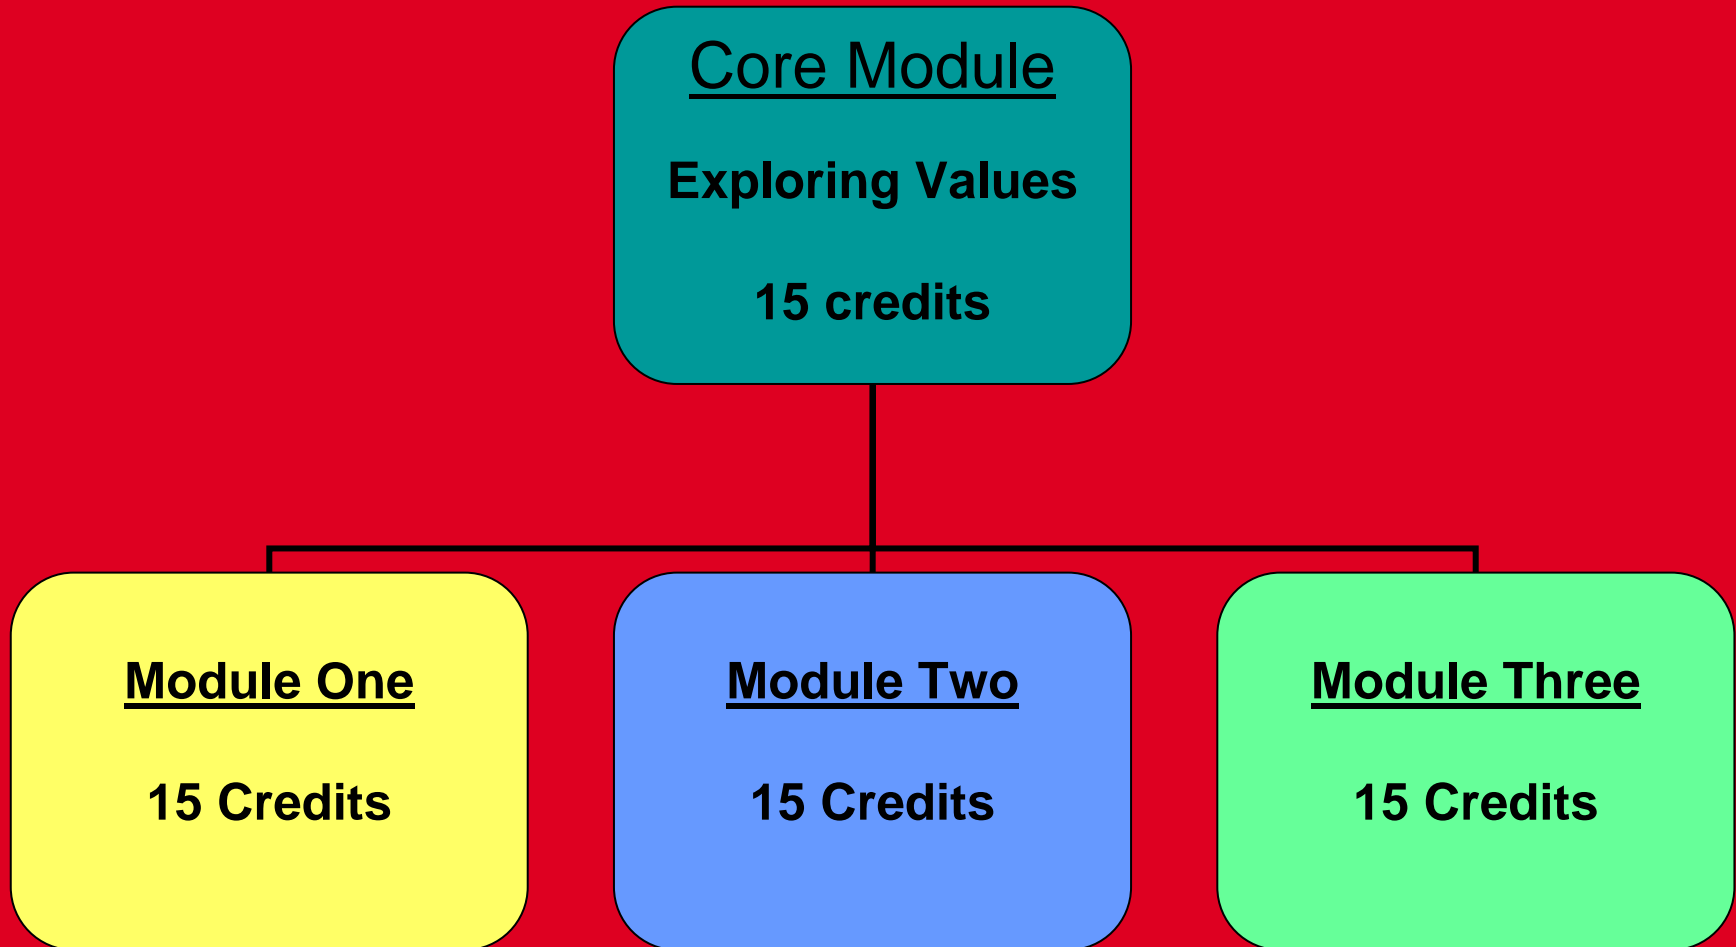 Core Module
Exploring Values
15 credits
Module One
15 Credits
Module Two
15 Credits
Module Three
15 Credits